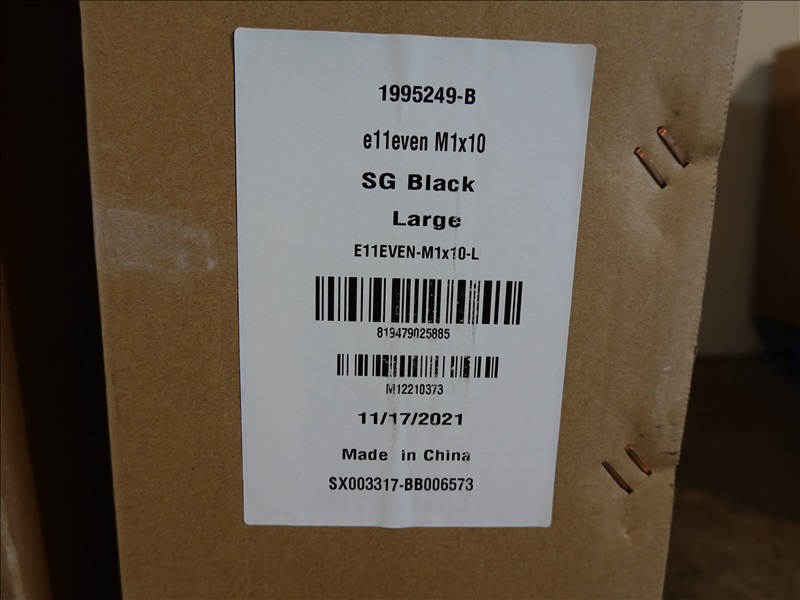 1995249-B
e11even M1x10
SG Black
Large
E11EVEN-M1x10-L
819479025885
M12210373
11/17/2021
Made in China
SX003317-BB006573